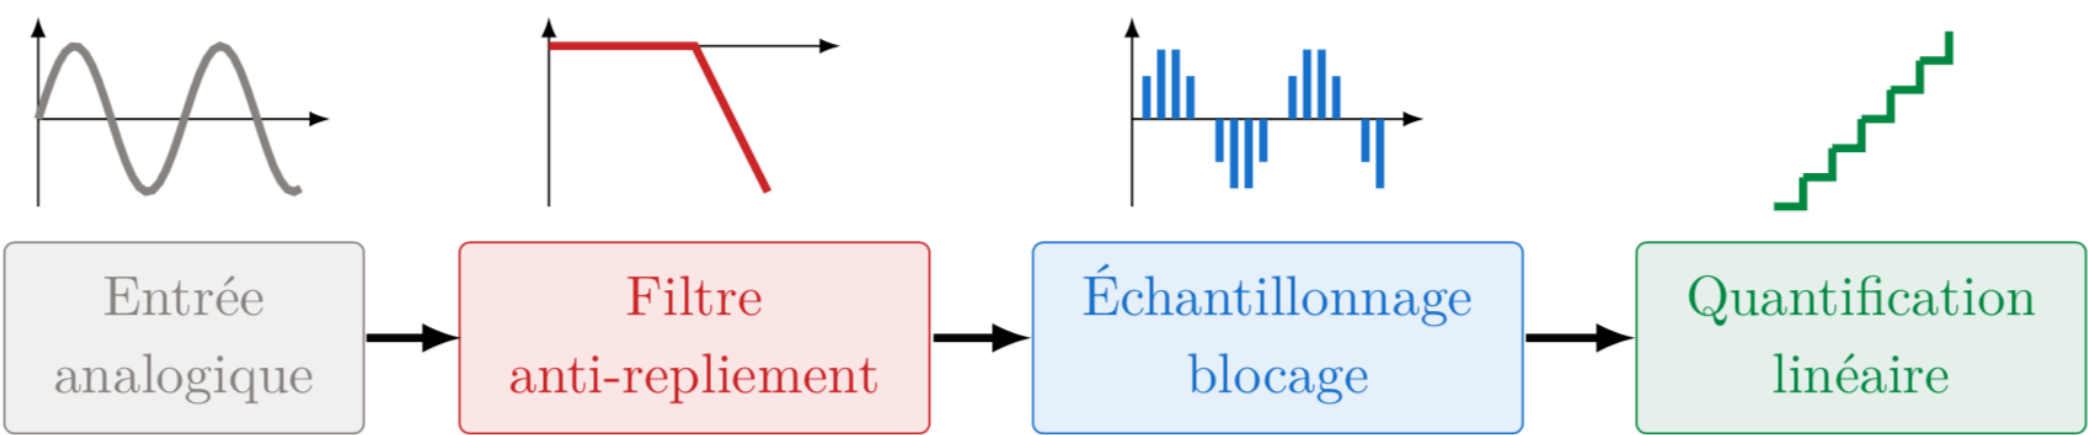 Entrée
analogique
Filtre
anti-repliement
Échantillonnage
blocage
Quantification
linéaire